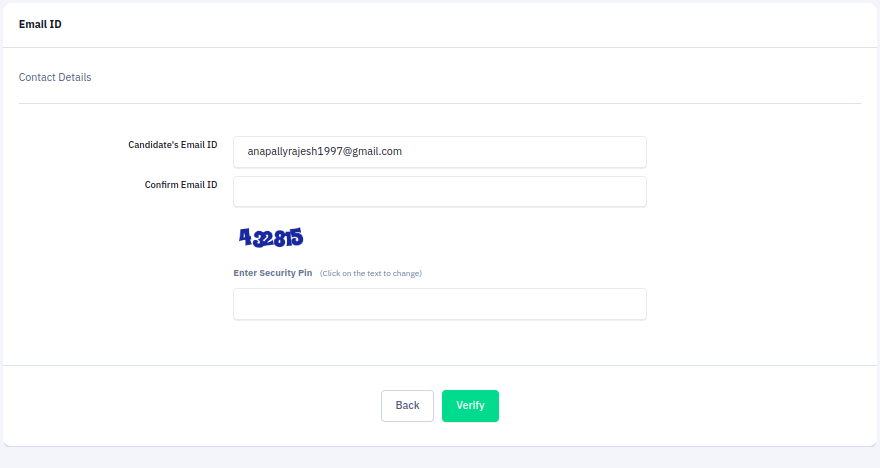 Email ID
Contact Details
Candidate's Email ID
anapallyrajesh1997@gmail.com
Confirm Email ID
432815
Enter Security Pin (Click on the text to change)
Back Verify